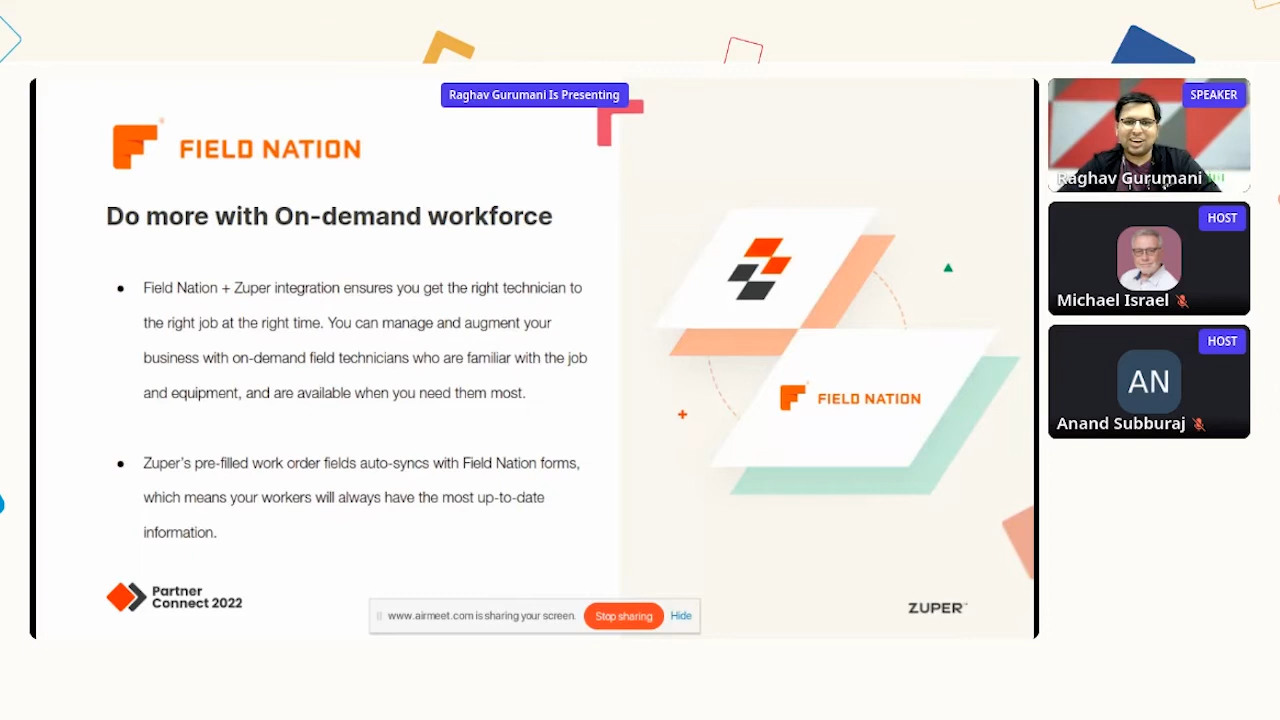 Raghav Gurumani Is Presenting
FIELD NATION
Do more with On-demand workforce
• Field Nation + Zuper integration ensures you get the right technician to
the right job at the right time. You can manage and augment your
business with on-demand field technicians who are familiar with the job
and equipment, and are available when you need them most.
• Zuper’s pre-filled work order fields auto-syncs with Field Nation forms,
which means your workers will always have the most up-to-date
information.
FIELD NATION
Partner
Connect 2022
www.airmeet.com is sharing your screen.
Stop sharing
Hide
ZUPER™
SPEAKER
Raghav Gurumani
HOST
Michael Israel
HOST
AN
Anand Subburaj